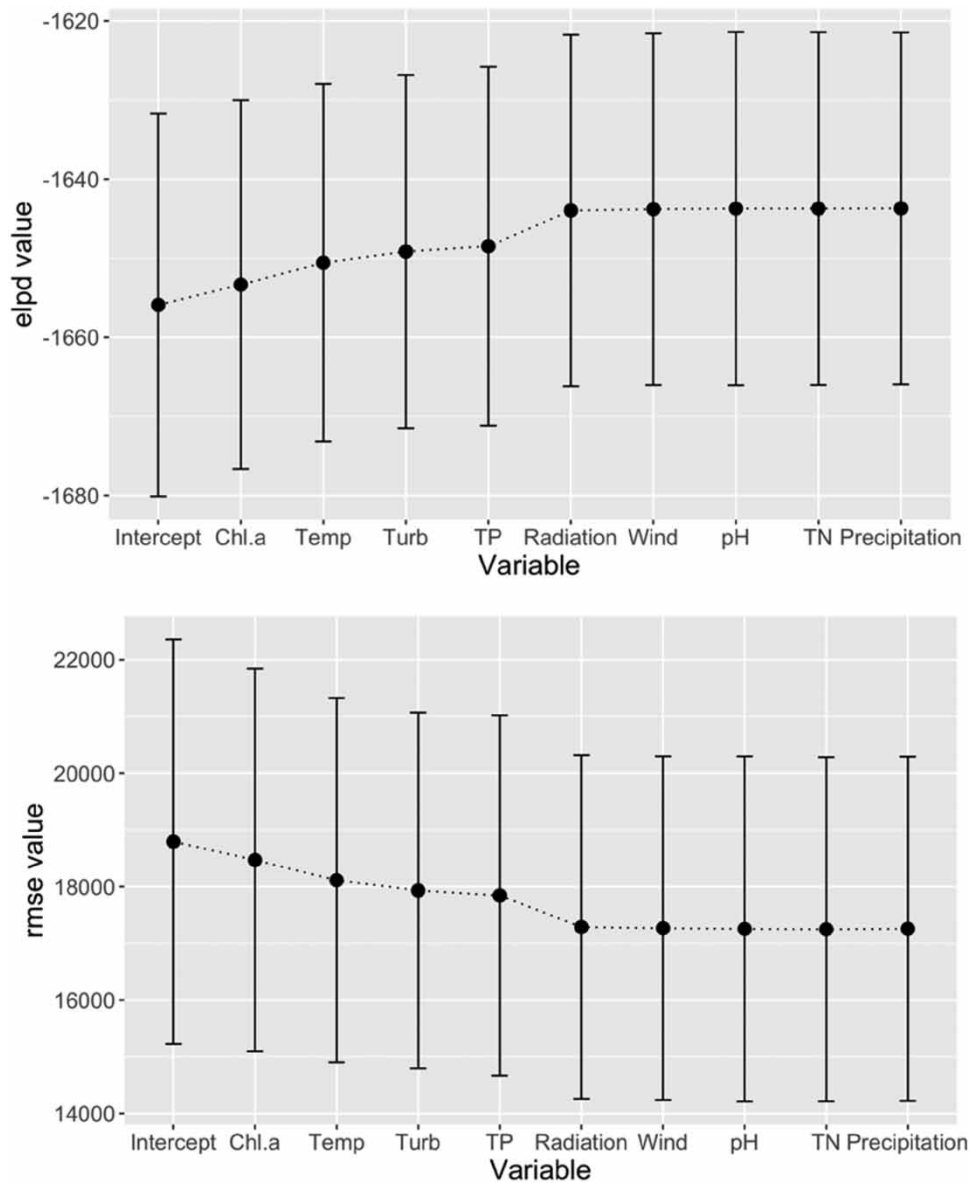 -1620
-1640
-1660
-1680
elpd value
Intercept Chl.a Temp Turb TP Radiation Wind pH TN Precipitation
Variable
22000
20000
18000
16000
14000
rmse value
Intercept Chl.a Temp Turb TP Radiation Wind pH TN Precipitation
Variable